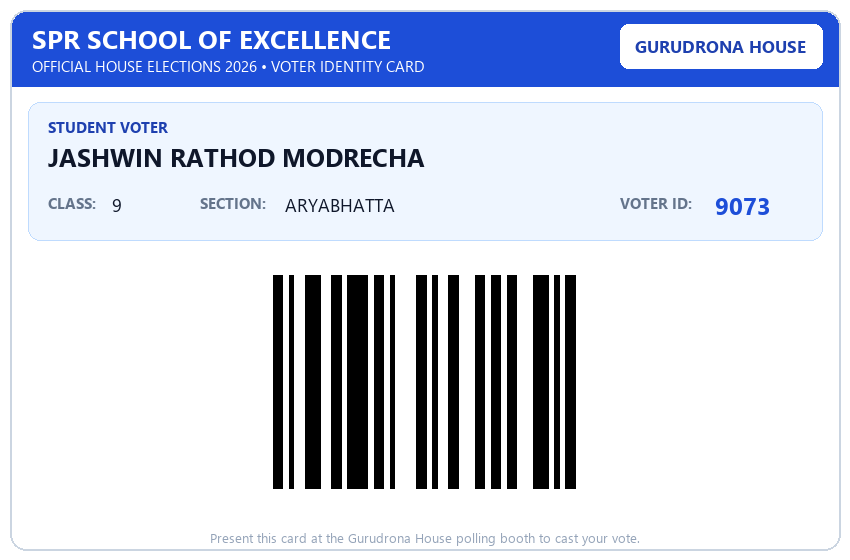 SPR SCHOOL OF EXCELLENCE
OFFICIAL HOUSE ELECTIONS 2026 • VOTER IDENTITY CARD
GURUDRONA HOUSE
STUDENT VOTER
JASHWIN RATHOD MODRECHA
CLASS: 9 SECTION: ARYABHATTA VOTER ID: 9073
Present this card at the Gurudrona House polling booth to cast your vote.